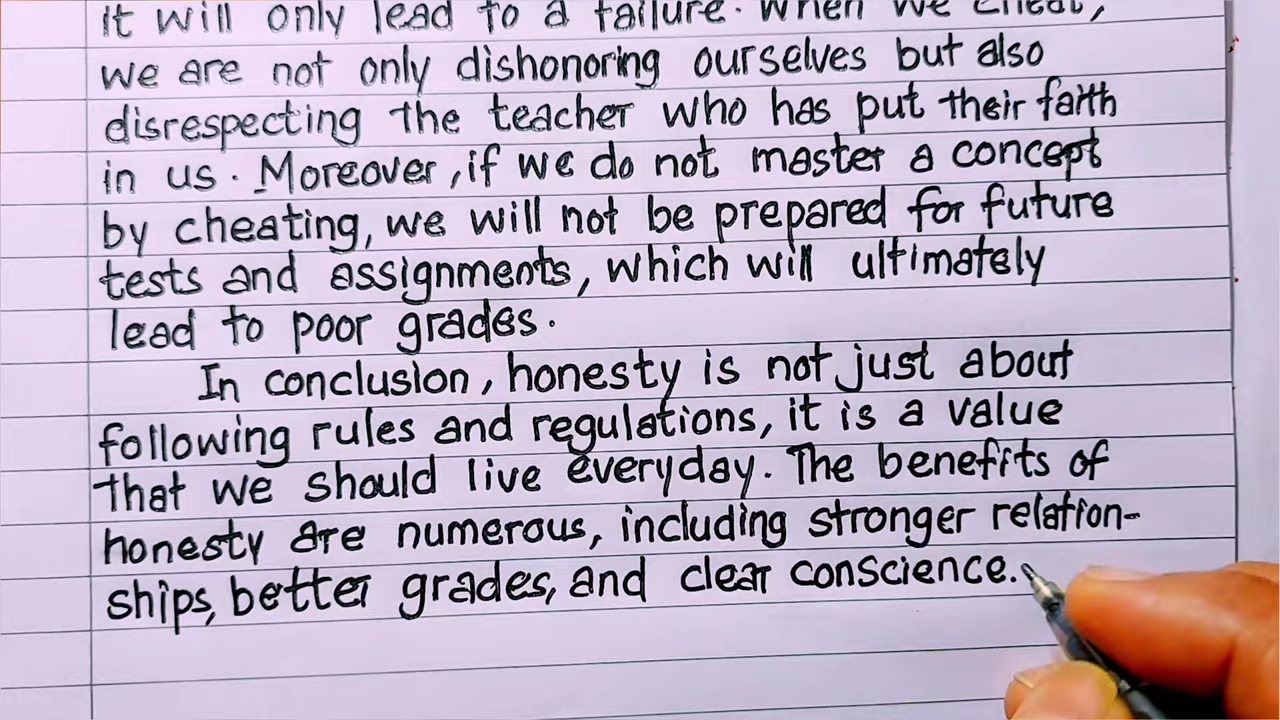 it will only lead to a failure. When we cheat,
we are not only dishonoring ourselves but also
disrespecting the teacher who has put their faith
in us. Moreover, if we do not master a concept
by cheating, we will not be prepared for future
tests and assignments, which will ultimately
lead to poor grades.
In conclusion, honesty is not just about
following rules and regulations, it is a value
that we should live everyday. The benefits of
honesty are numerous, including stronger relation-
ships, better grades, and clear conscience.